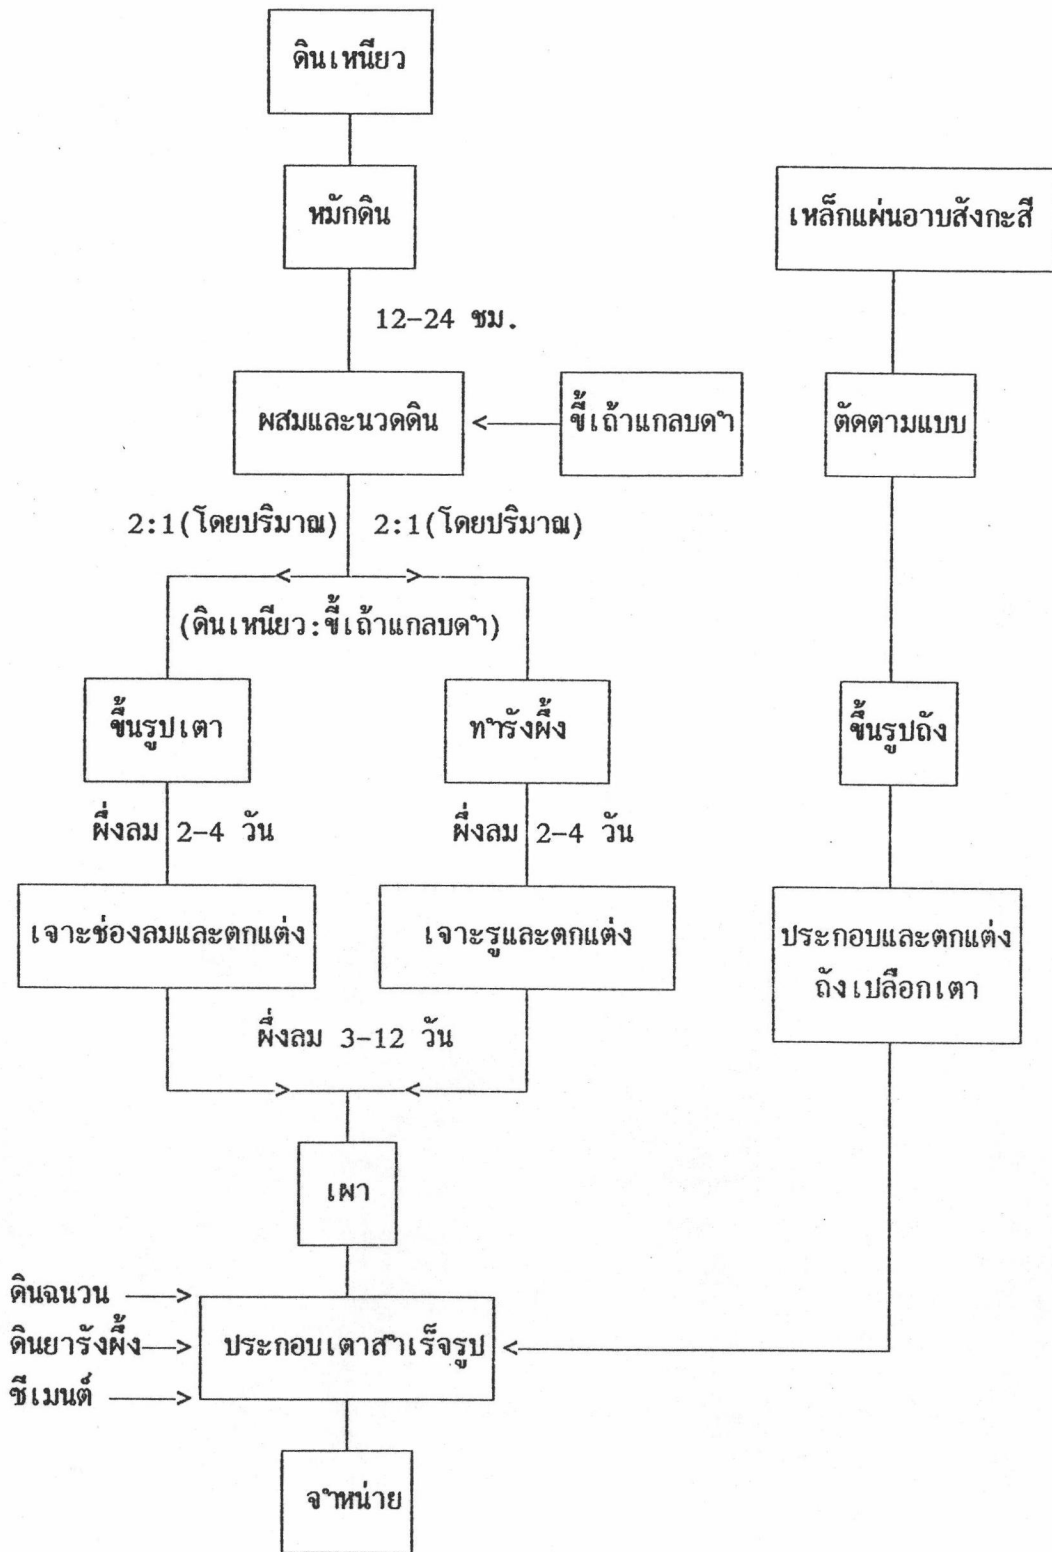 ดินเหนียว
หมักดิน
เหล็กแผ่นอาบสังกะสี
12-24 ชม.
ผสมและนวดดิน
ขี้เถ้าแกลบดำ
ตัดตามแบบ
2:1(โดยปริมาณ)
2:1(โดยปริมาณ)
(ดินเหนียว:ขี้เถ้าแกลบดำ)
ขึ้นรูปเตา
ทำรังผึ้ง
ขึ้นรูปถัง
ผึ่งลม 2-4 วัน
ผึ่งลม 2-4 วัน
เจาะช่องลมและตกแต่ง
เจาะรูและตกแต่ง
ประกอบและตกแต่ง
ถังเปลือกเตา
ผึ่งลม 3-12 วัน
เผา
ดินฉนวน
ดินยารังผึ้ง
ซีเมนต์
ประกอบเตาสำเร็จรูป
จำหน่าย